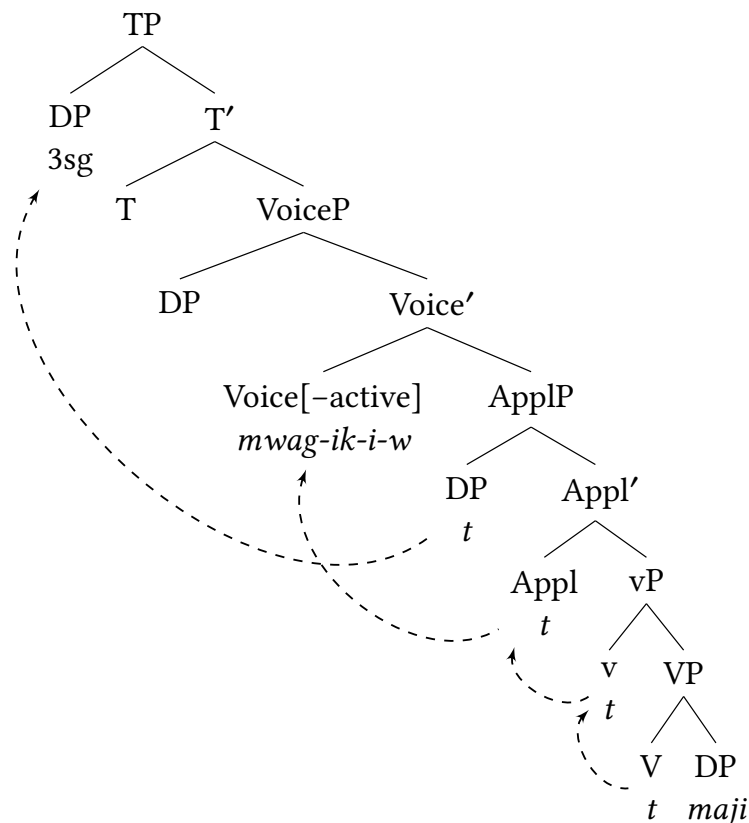 TP
DP T′
3sg
T VoiceP
DP Voice′
Voice[–active] ApplP
mwag-ik-i-w
DP Appl′
t
Appl vP
t
v VP
t
V DP
t maji